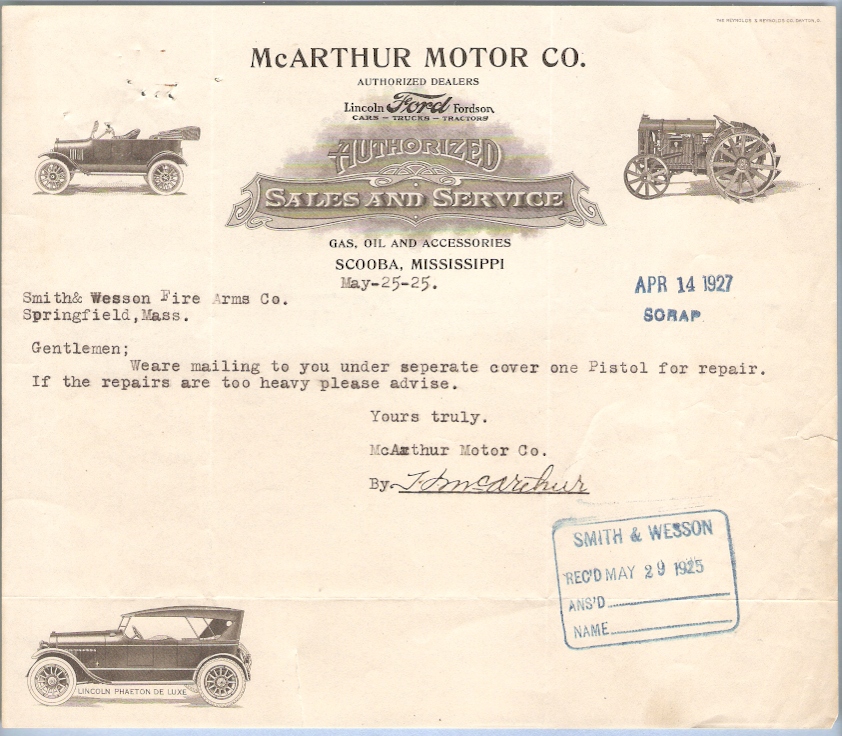 THE REYNOLDS & REYNOLDS CO. DAYTON, O.
McARTHUR MOTOR CO.
AUTHORIZED DEALERS
Lincoln Ford Fordson
CARS – TRUCKS – TRACTORS
AUTHORIZED
SALES AND SERVICE
GAS, OIL AND ACCESSORIES
SCOOBA, MISSISSIPPI
May-25-25.
APR 14 1927
SCRAP
Smith& Wesson Fire Arms Co.
Springfield,Mass.
Gentlemen;
Weare mailing to you under seperate cover one Pistol for repair.
If the repairs are too heavy please advise.
Yours truly.
McArthur Motor Co.
By. McArthur
SMITH & WESSON
REC'D MAY 29 1925
ANS'D
NAME
LINCOLN PHAETON DE LUXE